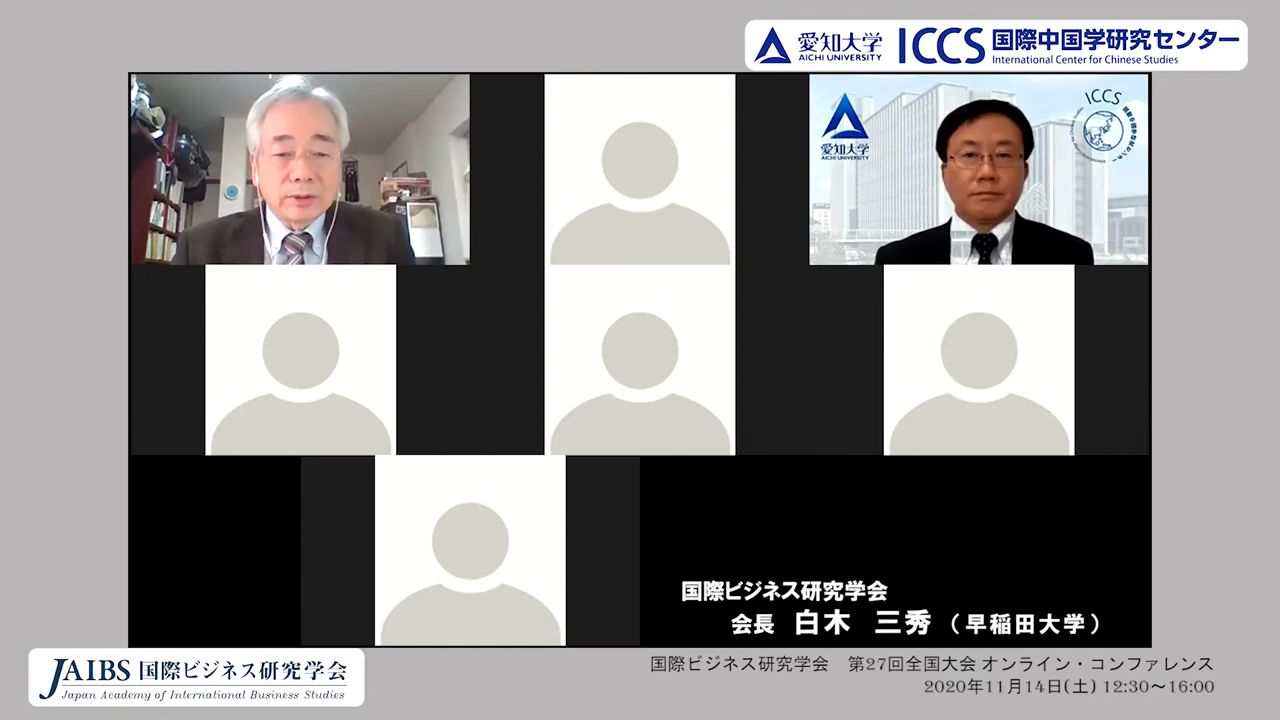 愛知大学
AICHI UNIVERSITY
ICCS 国際中国学研究センター
International Center for Chinese Studies
愛知大学
AICHI UNIVERSITY
ICCS
国際ビジネス研究学会
会長 白木 三秀 (早稲田大学)
JAIBS 国際ビジネス研究学会
Japan Academy of International Business Studies
国際ビジネス研究学会 第27回全国大会 オンライン・コンファレンス
2020年11月14日(土) 12:30〜16:00